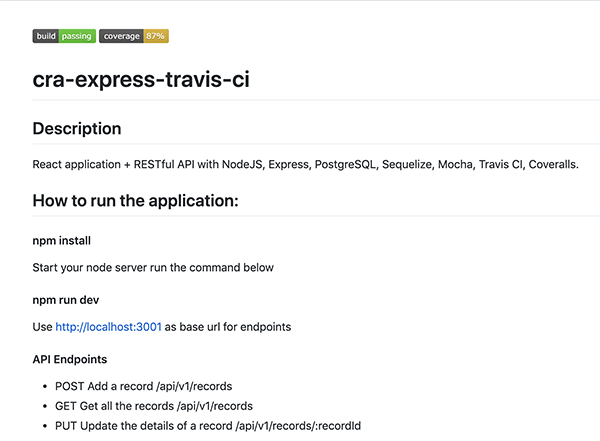 build passing coverage 87%
cra-express-travis-ci
Description
React application + RESTful API with NodeJS, Express, PostgreSQL, Sequelize, Mocha, Travis CI, Coveralls.
How to run the application:
npm install
Start your node server run the command below
npm run dev
Use http://localhost:3001 as base url for endpoints
API Endpoints
• POST Add a record /api/v1/records
• GET Get all the records /api/v1/records
• PUT Update the details of a record /api/v1/records/:recordId